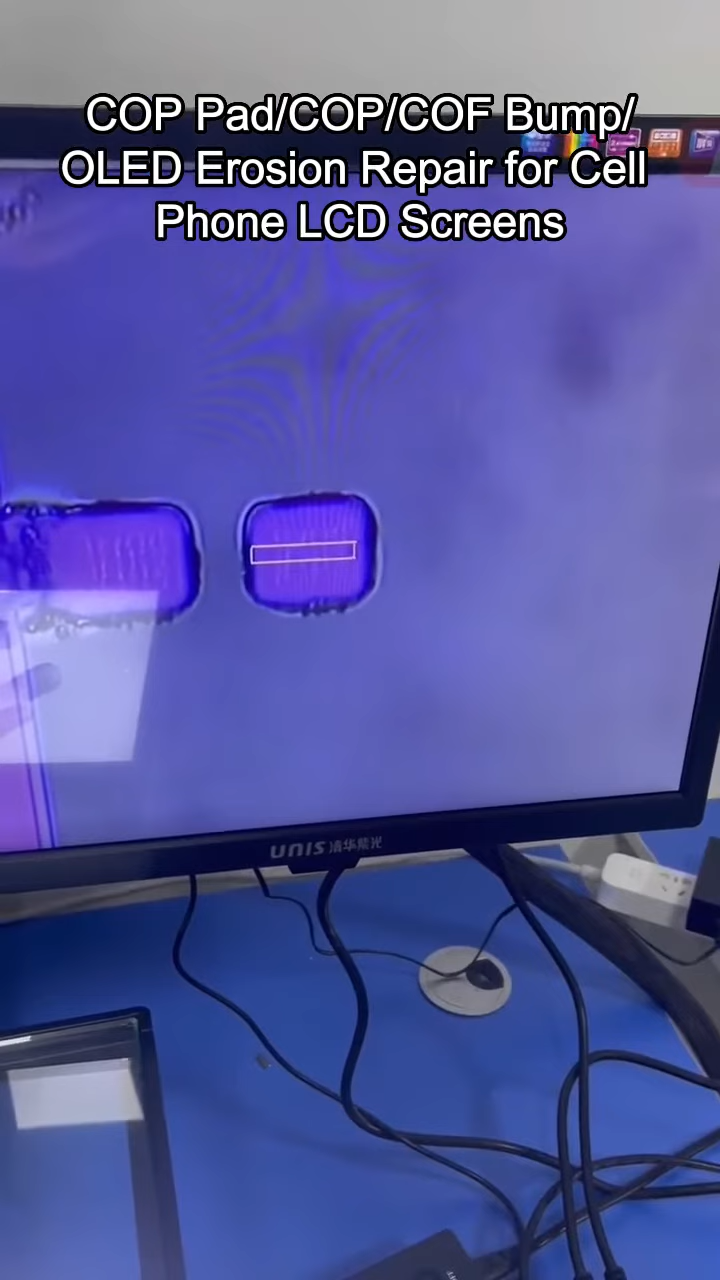 COP Pad/COP/COF Bump/
OLED Erosion Repair for Cell
Phone LCD Screens
UNIS 清华紫光